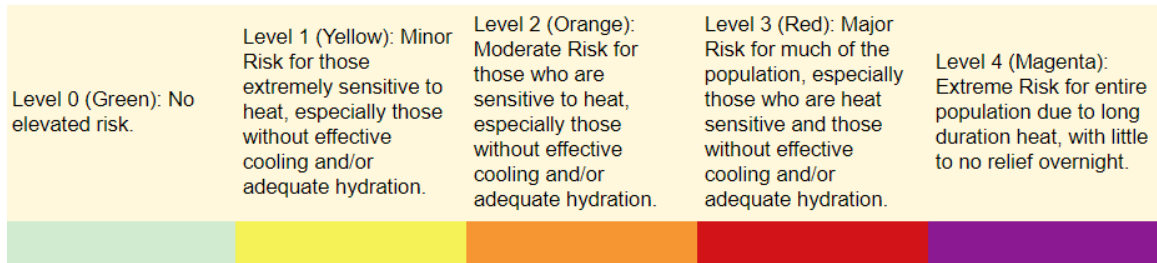 Level 0 (Green): No
elevated risk.
Level 1 (Yellow): Minor
Risk for those
extremely sensitive to
heat, especially those
without effective
cooling and/or
adequate hydration.
Level 2 (Orange):
Moderate Risk for
those who are
sensitive to heat,
especially those
without effective
cooling and/or
adequate hydration.
Level 3 (Red): Major
Risk for much of the
population, especially
those who are heat
sensitive and those
without effective
cooling and/or
adequate hydration.
Level 4 (Magenta):
Extreme Risk for entire
population due to long
duration heat, with little
to no relief overnight.